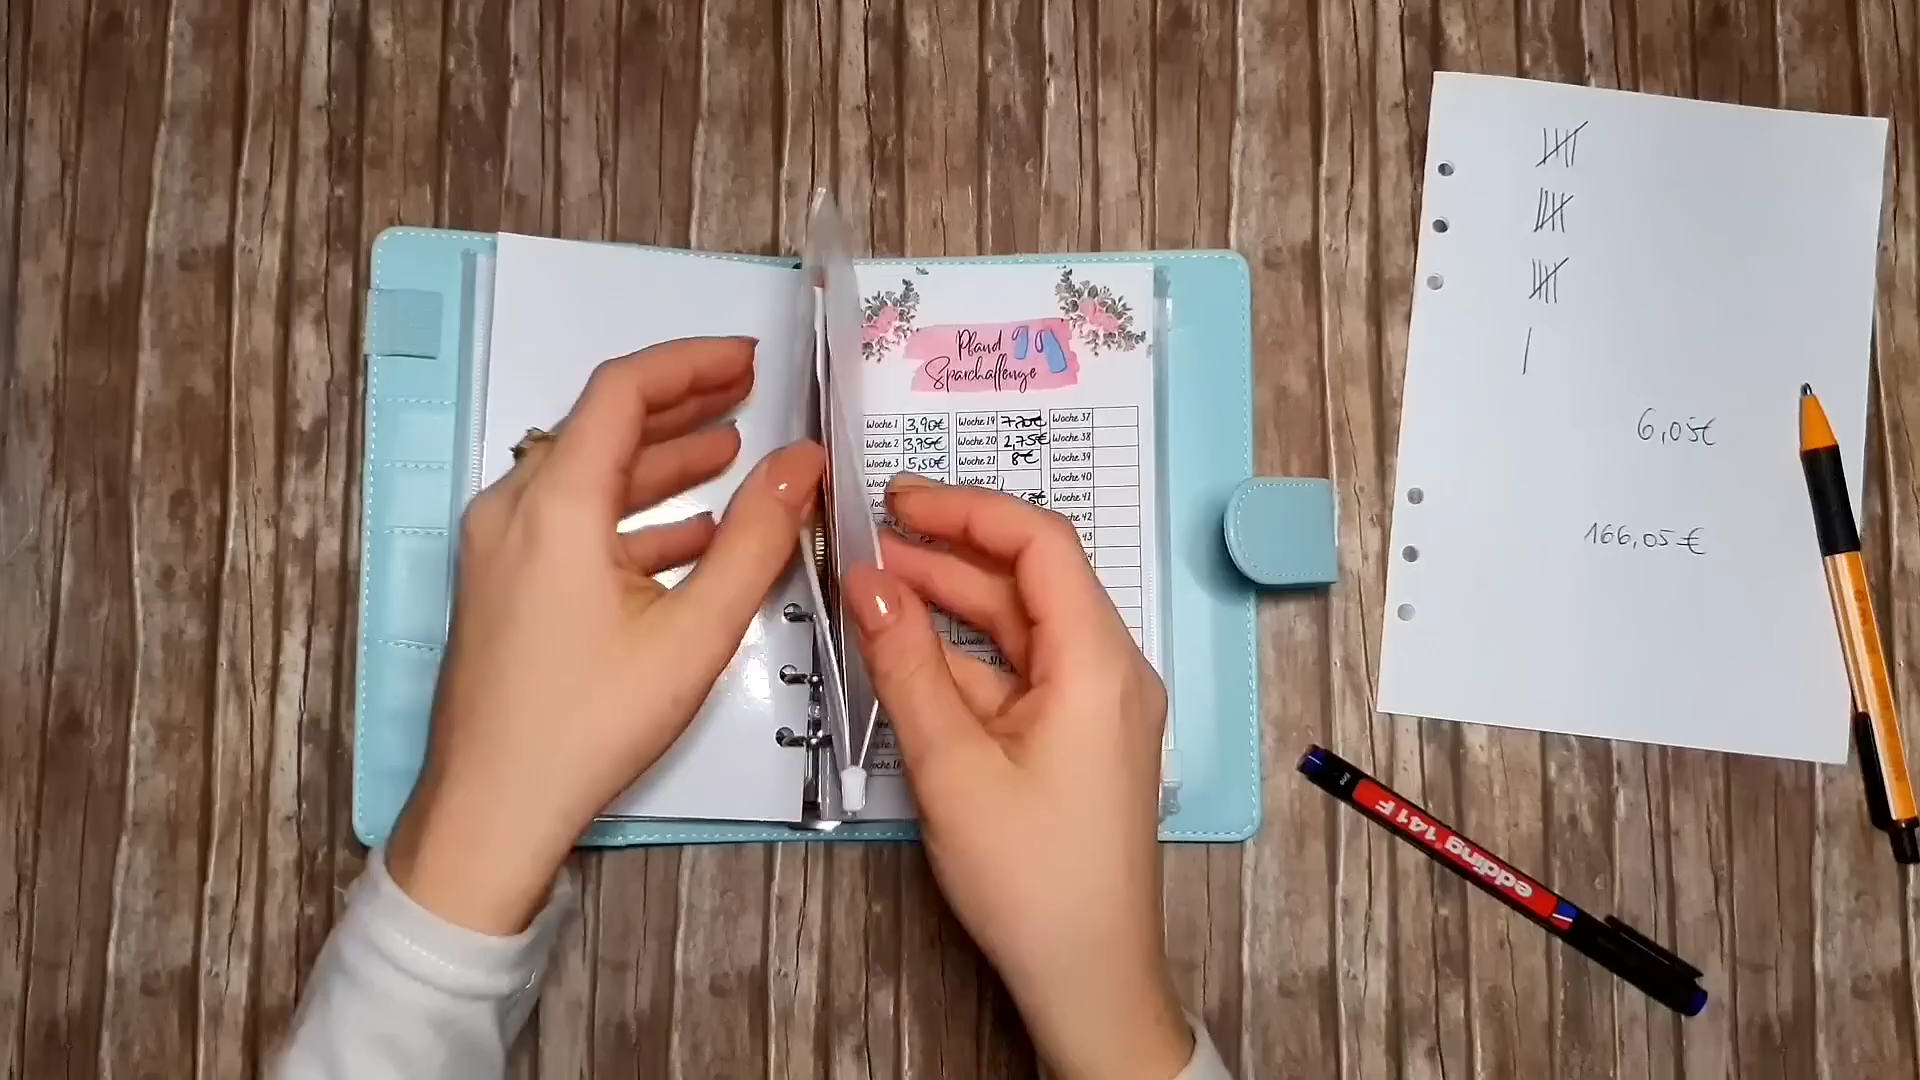 Pfand
Sparchallenge
Woche 1 3,90€ Woche 19 7,70€ Woche 37
Woche 2 3,75€ Woche 20 2,75€ Woche 38
Woche 3 5,50€ Woche 21 8€ Woche 39
Woche 22 Woche 40
Woche 41
42
43
6,05€
166,05€
edding 141 F